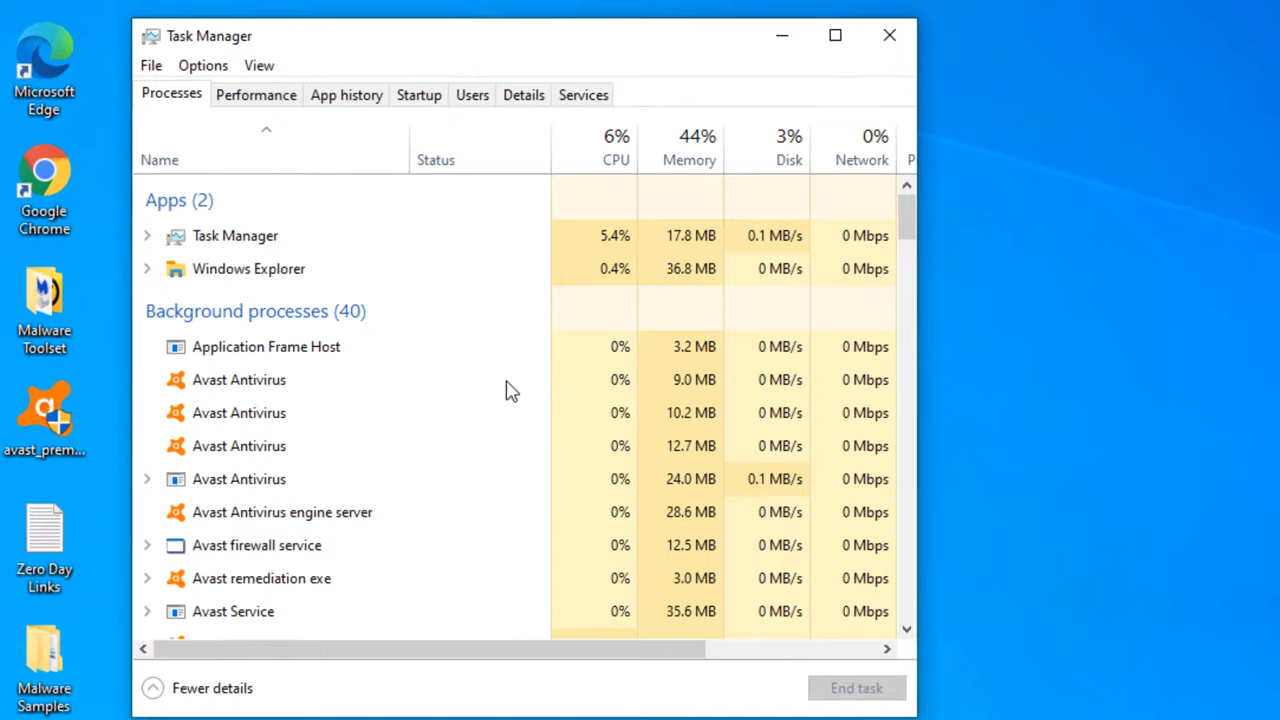 Microsoft
Edge
Google
Chrome
Malware
Toolset
avast_prem...
Zero Day
Links
Malware
Samples
Task Manager
File Options View
Processes Performance App history Startup Users Details Services
6% 44% 3% 0%
Name Status CPU Memory Disk Network P
Apps (2)
Task Manager 5.4% 17.8 MB 0.1 MB/s 0 Mbps
Windows Explorer 0.4% 36.8 MB 0 MB/s 0 Mbps
Background processes (40)
Application Frame Host 0% 3.2 MB 0 MB/s 0 Mbps
Avast Antivirus 0% 9.0 MB 0 MB/s 0 Mbps
Avast Antivirus 0% 10.2 MB 0 MB/s 0 Mbps
Avast Antivirus 0% 12.7 MB 0 MB/s 0 Mbps
Avast Antivirus 0% 24.0 MB 0.1 MB/s 0 Mbps
Avast Antivirus engine server 0% 28.6 MB 0 MB/s 0 Mbps
Avast firewall service 0% 12.5 MB 0 MB/s 0 Mbps
Avast remediation exe 0% 3.0 MB 0 MB/s 0 Mbps
Avast Service 0% 35.6 MB 0 MB/s 0 Mbps
Fewer details End task